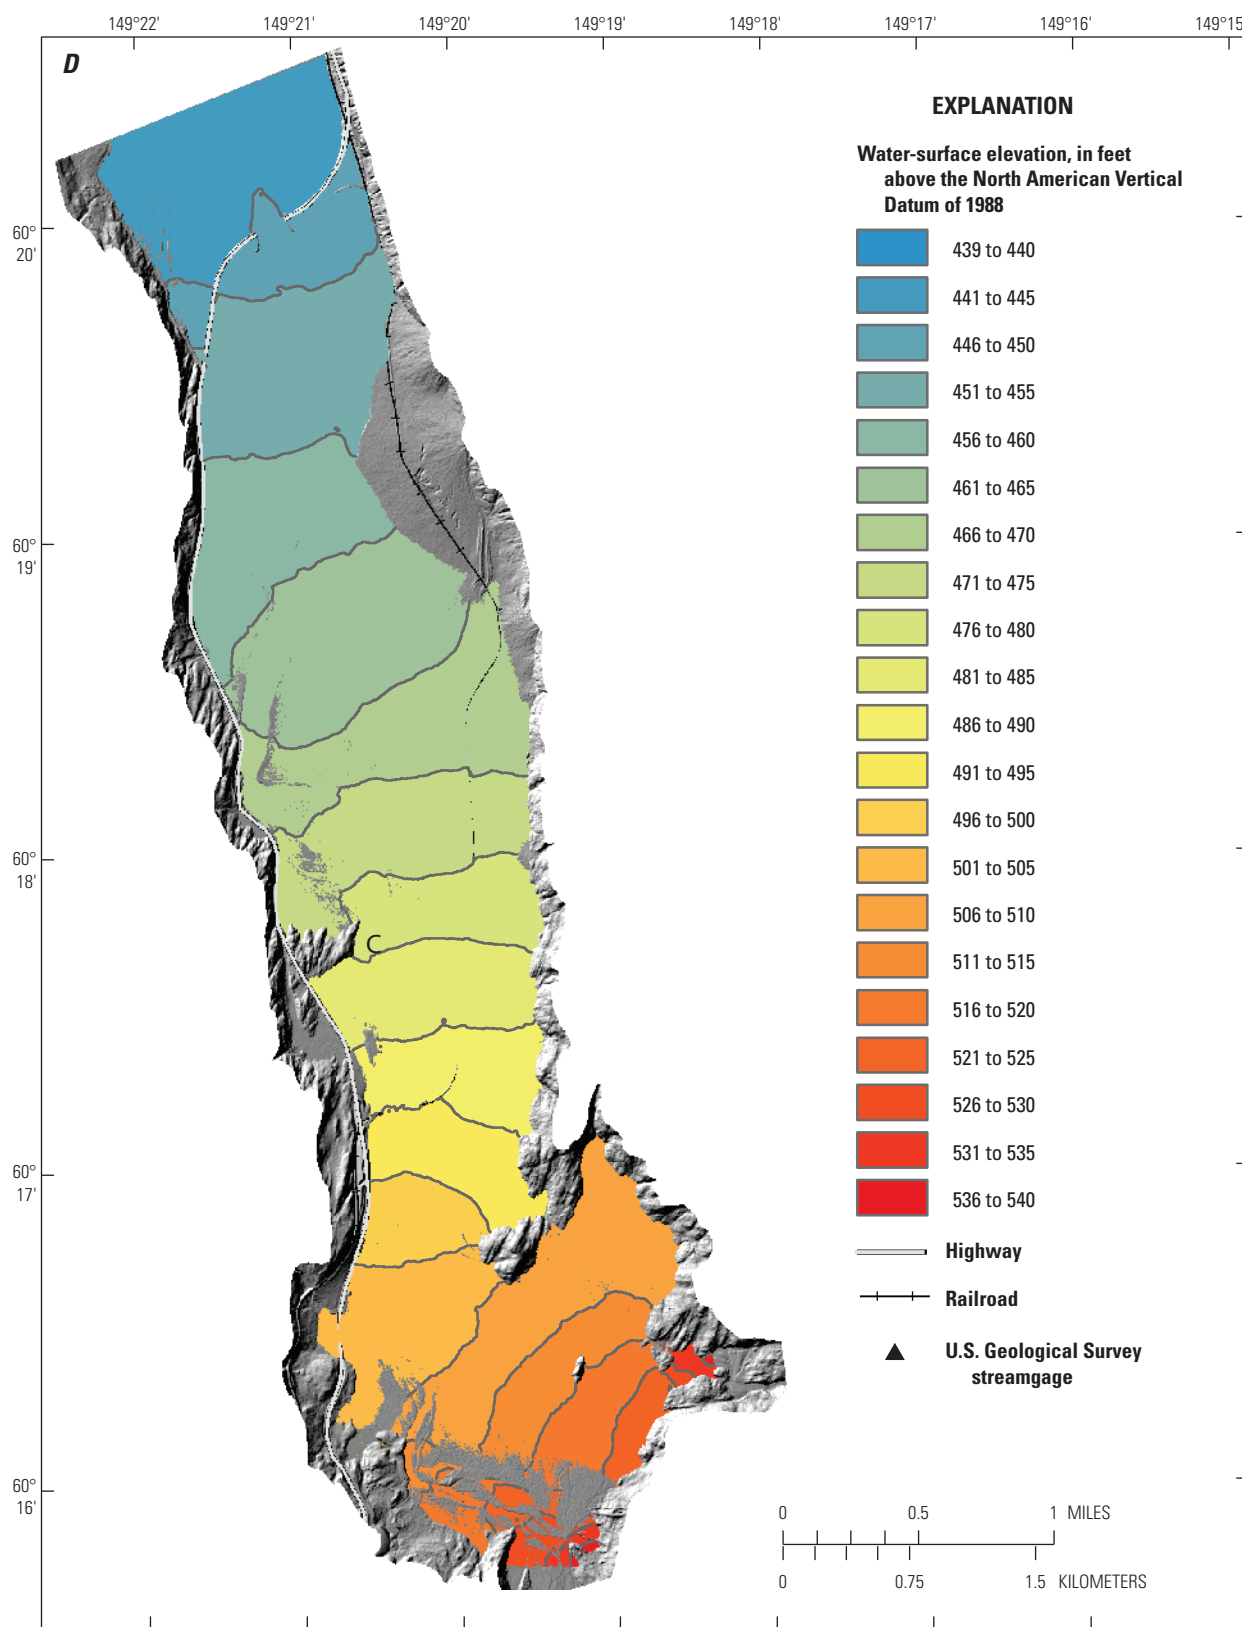 149°22' 149°21' 149°20' 149°19' 149°18' 149°17' 149°16' 149°15'
D
EXPLANATION
Water-surface elevation, in feet
above the North American Vertical
Datum of 1988
439 to 440
441 to 445
446 to 450
451 to 455
456 to 460
461 to 465
466 to 470
471 to 475
476 to 480
481 to 485
486 to 490
491 to 495
496 to 500
501 to 505
506 to 510
511 to 515
516 to 520
521 to 525
526 to 530
531 to 535
536 to 540
Highway
Railroad
U.S. Geological Survey
streamgage
60°
20'
60°
19'
60°
18'
C
60°
17'
60°
16'
0 0.5 1 MILES
0 0.75 1.5 KILOMETERS